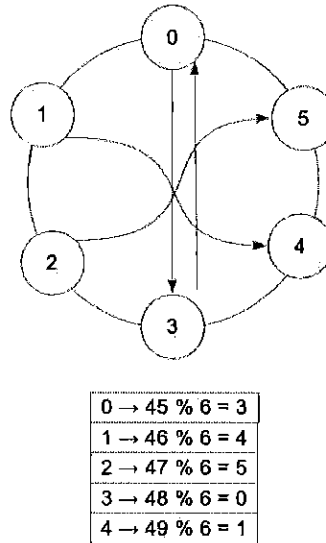 0
1
5
2
4
3
0 → 45 % 6 = 3
1 → 46 % 6 = 4
2 → 47 % 6 = 5
3 → 48 % 6 = 0
4 → 49 % 6 = 1